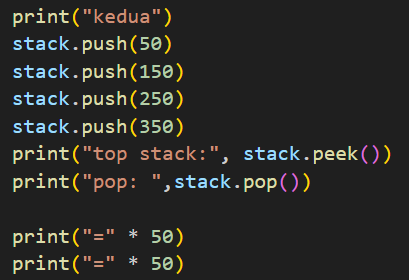 print("kedua")
stack.push(50)
stack.push(150)
stack.push(250)
stack.push(350)
print("top stack:", stack.peek())
print("pop: ",stack.pop())
print("=" * 50)
print("=" * 50)